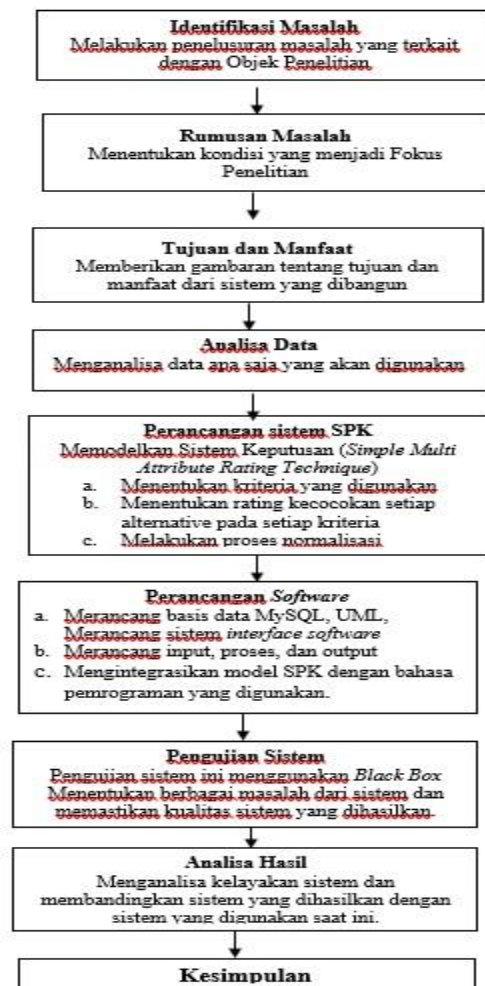 Identifikasi Masalah
Melakukan penelusuran masalah yang terkait
dengan Objek Penelitian
Rumusan Masalah
Menentukan kondisi yang menjadi Fokus
Penelitian
Tujuan dan Manfaat
Memberikan gambaran tentang tujuan dan
manfaat dari sistem yang dibangun
Analisa Data
Menganalisa data apa saja yang akan digunakan
Perancangan sistem SPK
Memodelkan Sistem Keputusan (Simple Multi
Attribute Rating Technique)
a. Menentukan kriteria yang digunakan
b. Menentukan rating kecocokan setiap
alternative pada setiap kriteria
c. Melakukan proses normalisasi
Perancangan Software
a. Merancang basis data MySQL, UML,
Merancang sistem interface software
b. Merancang input, proses, dan output
c. Mengintegrasikan model SPK dengan bahasa
pemrograman yang digunakan.
Pengujian Sistem
Pengujian sistem ini menggunakan Black Box
Menentukan berbagai masalah dari sistem dan
memastikan kualitas sistem yang dihasilkan
Analisa Hasil
Menganalisa kelayakan sistem dan
membandingkan sistem yang dihasilkan dengan
sistem yang digunakan saat ini.
Kesimpulan